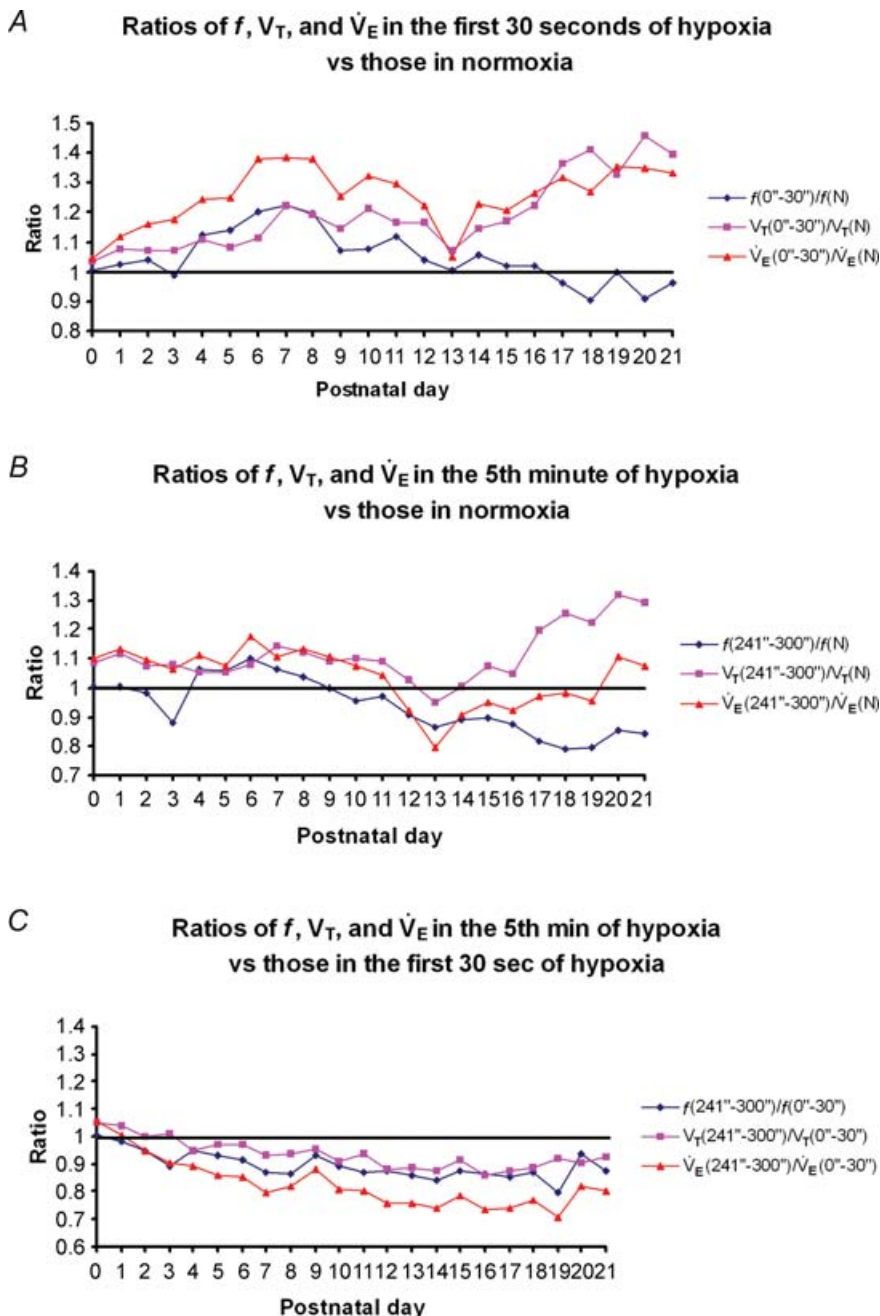 A
Ratios of f, VT, and V̇E in the first 30 seconds of hypoxia
vs those in normoxia
1.5
1.4
1.3
1.2
1.1
1
0.9
0.8
Ratio
0 1 2 3 4 5 6 7 8 9 10 11 12 13 14 15 16 17 18 19 20 21
Postnatal day
f(0"-30")/f(N)
VT(0"-30")/VT(N)
V̇E(0"-30")/V̇E(N)
B
Ratios of f, VT, and V̇E in the 5th minute of hypoxia
vs those in normoxia
1.4
1.3
1.2
1.1
1
0.9
0.8
0.7
Ratio
0 1 2 3 4 5 6 7 8 9 10 11 12 13 14 15 16 17 18 19 20 21
Postnatal day
f(241"-300")/f(N)
VT(241"-300")/VT(N)
V̇E(241"-300")/V̇E(N)
C
Ratios of f, VT, and V̇E in the 5th min of hypoxia
vs those in the first 30 sec of hypoxia
1.4
1.3
1.2
1.1
1
0.9
0.8
0.7
0.6
Ratio
0 1 2 3 4 5 6 7 8 9 10 11 12 13 14 15 16 17 18 19 20 21
Postnatal day
f(241"-300")/f(0"-30")
VT(241"-300")/VT(0"-30")
V̇E(241"-300")/V̇E(0"-30")